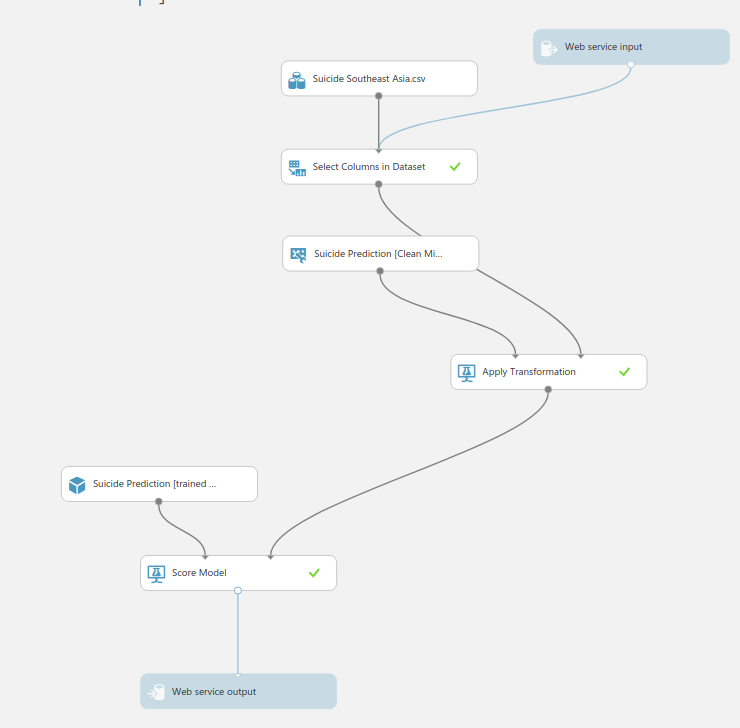 Web service input
Suicide Southeast Asia.csv
Select Columns in Dataset
Suicide Prediction [Clean Mi...
Apply Transformation
Suicide Prediction [trained ...
Score Model
Web service output